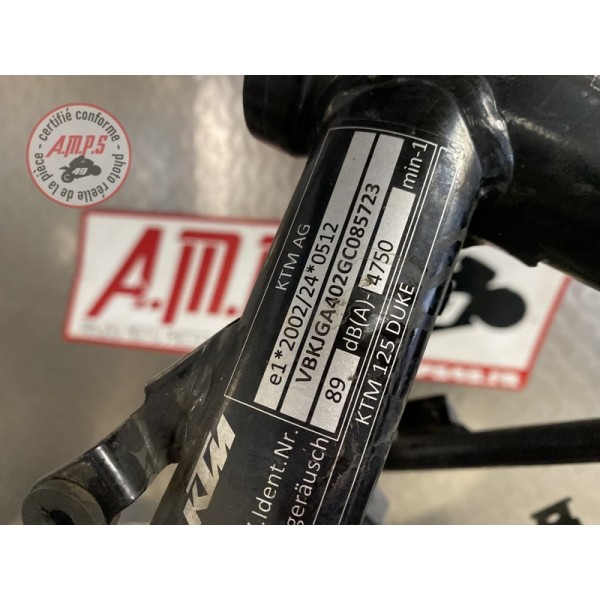 certifié conforme
A.M.P.S
49
photo réelle de la pièce
A.M.P.S
KTM AG
e1*2002/24*0512
VBKJGA402GC085723
89 dB(A)- 4750 min-1
KTM 125 DUKE
KTM
.Ident.Nr.
geräusch